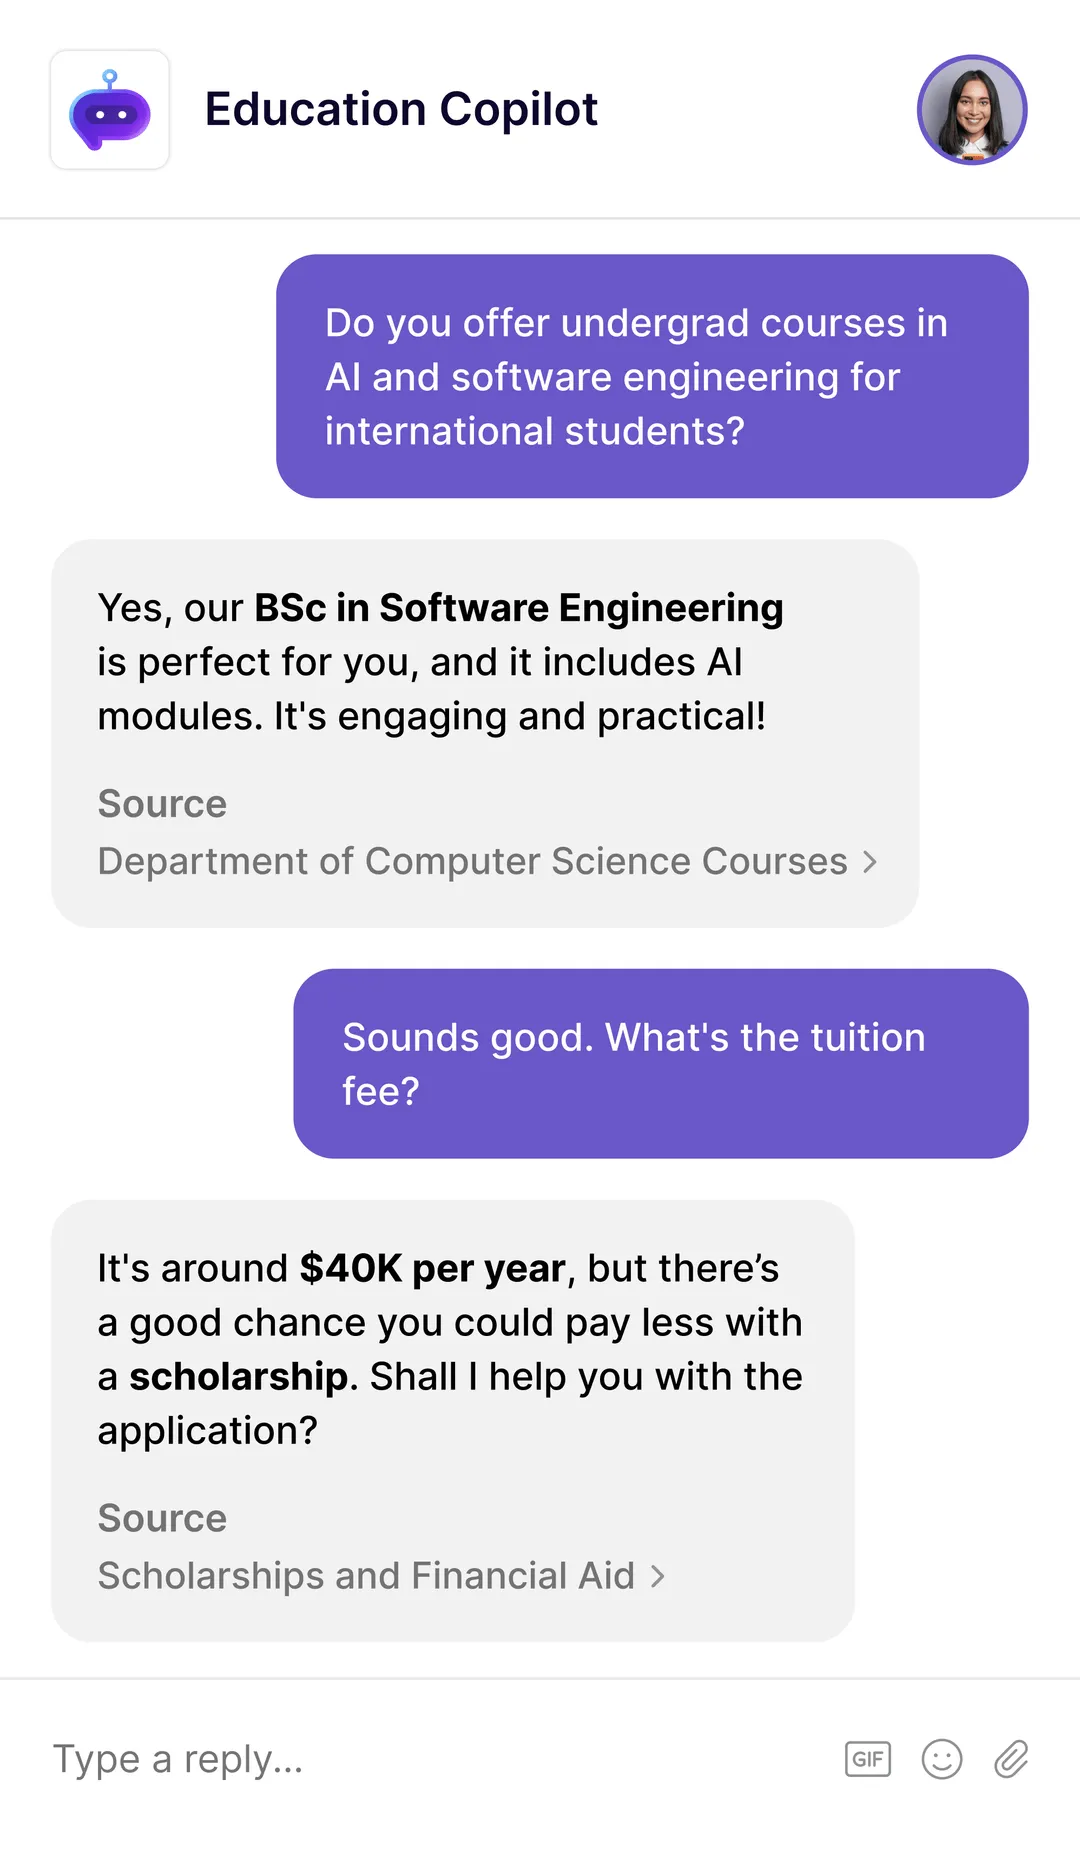 Education Copilot
Do you offer undergrad courses in
AI and software engineering for
international students?
Yes, our BSc in Software Engineering
is perfect for you, and it includes AI
modules. It's engaging and practical!
Source
Department of Computer Science Courses >
Sounds good. What's the tuition
fee?
It's around $40K per year, but there’s
a good chance you could pay less with
a scholarship. Shall I help you with the
application?
Source
Scholarships and Financial Aid >
Type a reply...
GIF